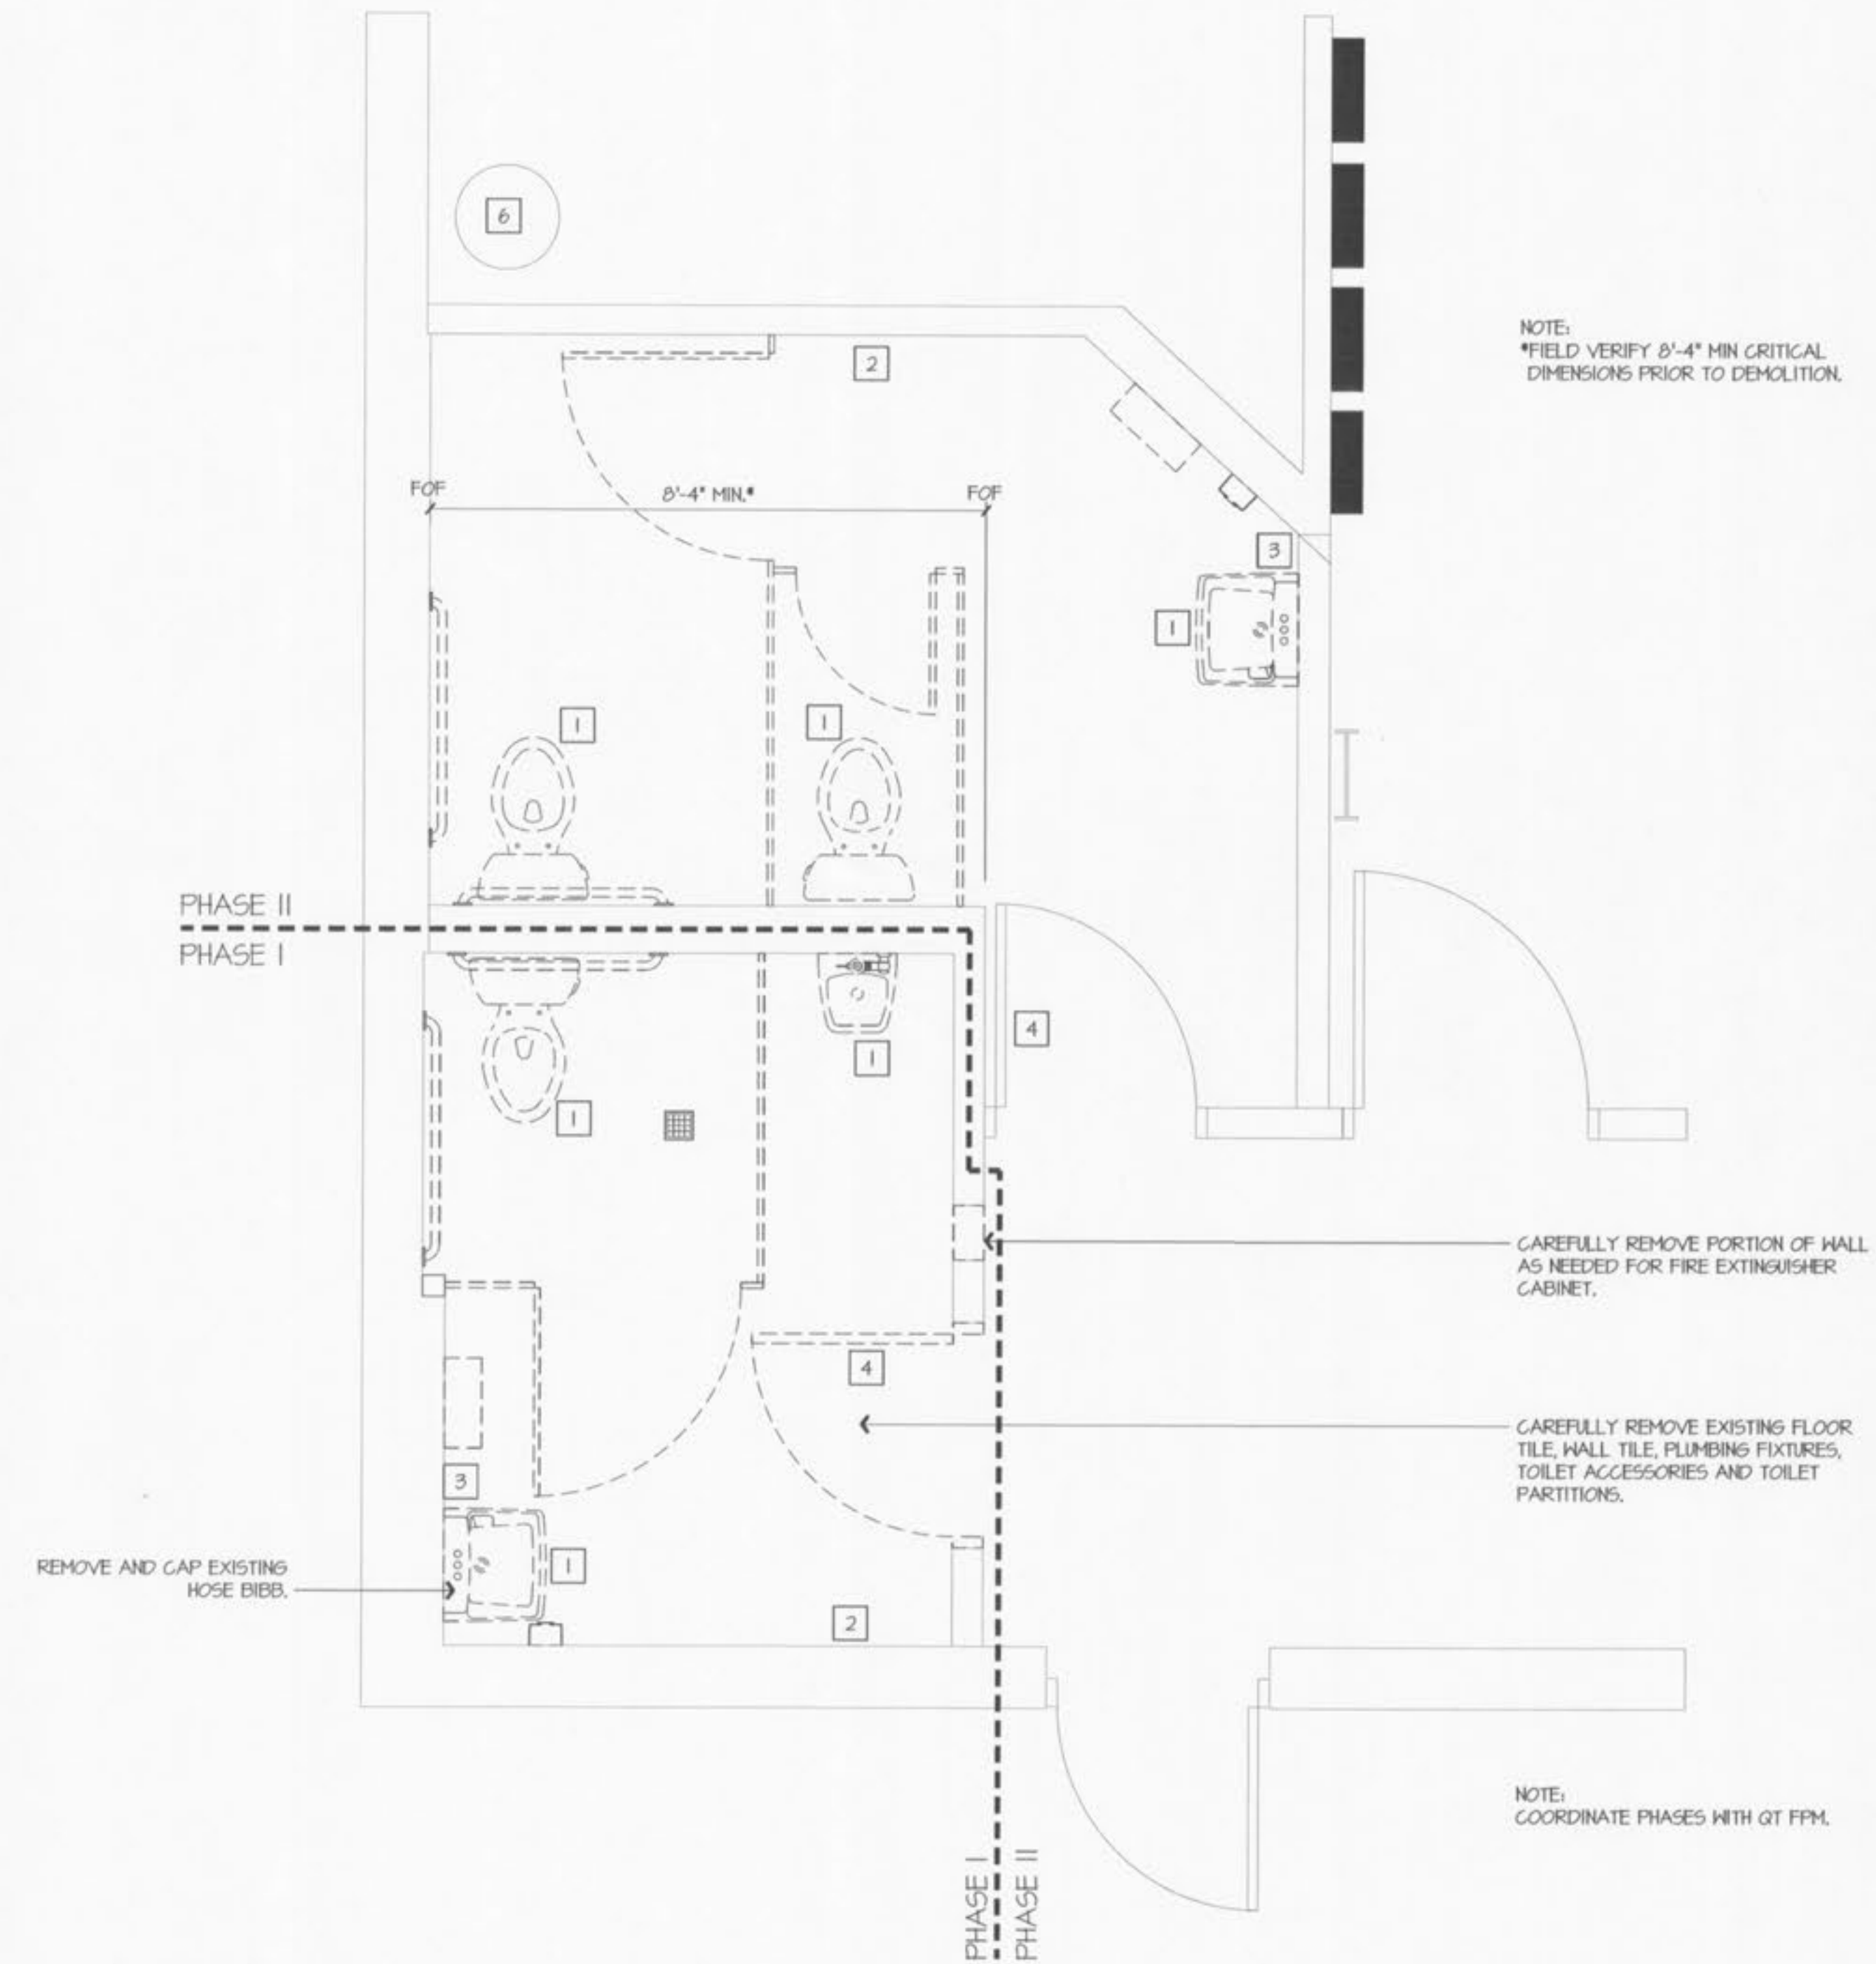 6
NOTE:
*FIELD VERIFY 8'-4" MIN CRITICAL
DIMENSIONS PRIOR TO DEMOLITION.
2
FOF
8'-4" MIN.*
FOF
3
1
1
1
PHASE II
PHASE I
4
1
1
CAREFULLY REMOVE PORTION OF WALL
AS NEEDED FOR FIRE EXTINGUISHER
CABINET.
4
CAREFULLY REMOVE EXISTING FLOOR
TILE, WALL TILE, PLUMBING FIXTURES,
TOILET ACCESSORIES AND TOILET
PARTITIONS.
3
REMOVE AND CAP EXISTING
HOSE BIBB.
1
2
NOTE:
COORDINATE PHASES WITH QT FPM.
PHASE I
PHASE II